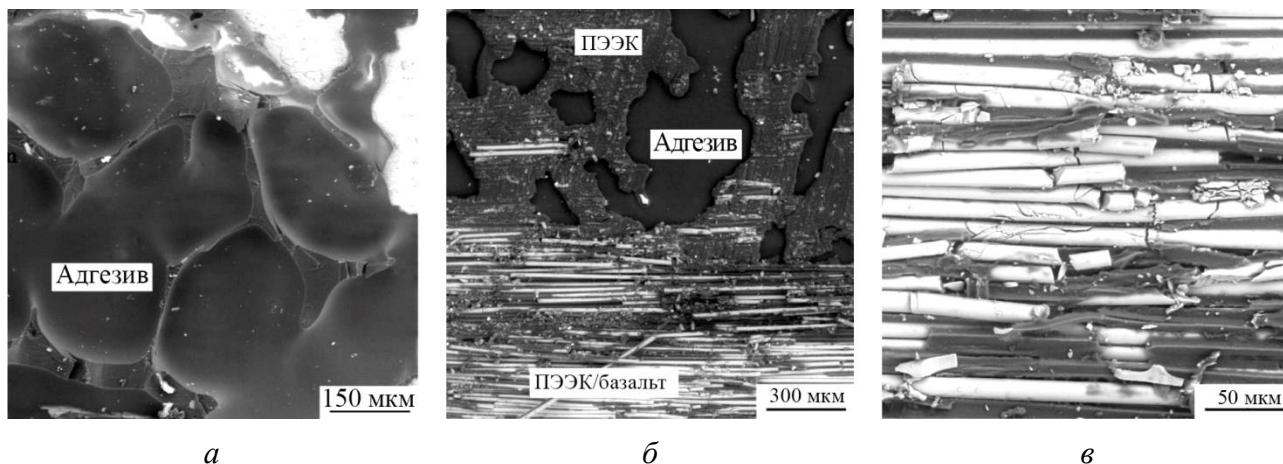 Адгезив
150 мкм
а
ПЭЭК
Адгезив
ПЭЭК/базальт
300 мкм
б
50 мкм
в